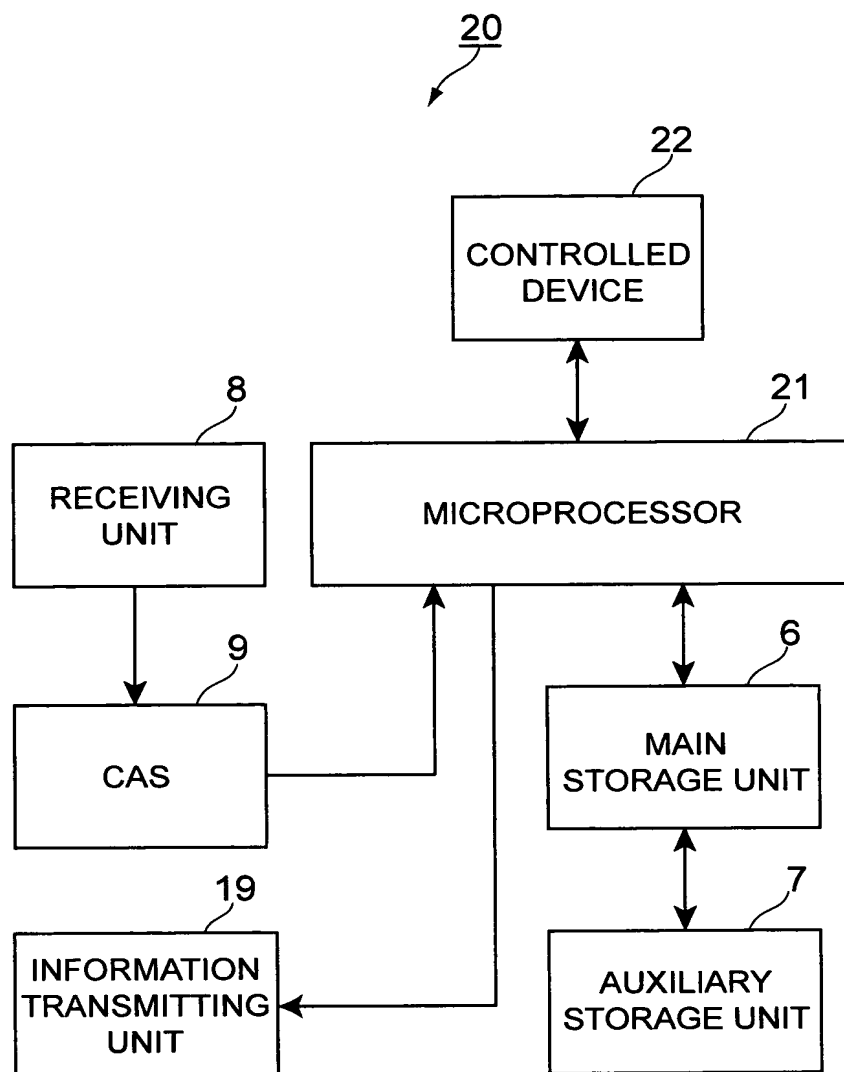 20
22
CONTROLLED
DEVICE
8
21
RECEIVING
UNIT
MICROPROCESSOR
9
6
CAS
MAIN
STORAGE UNIT
19
7
INFORMATION
TRANSMITTING
UNIT
AUXILIARY
STORAGE UNIT